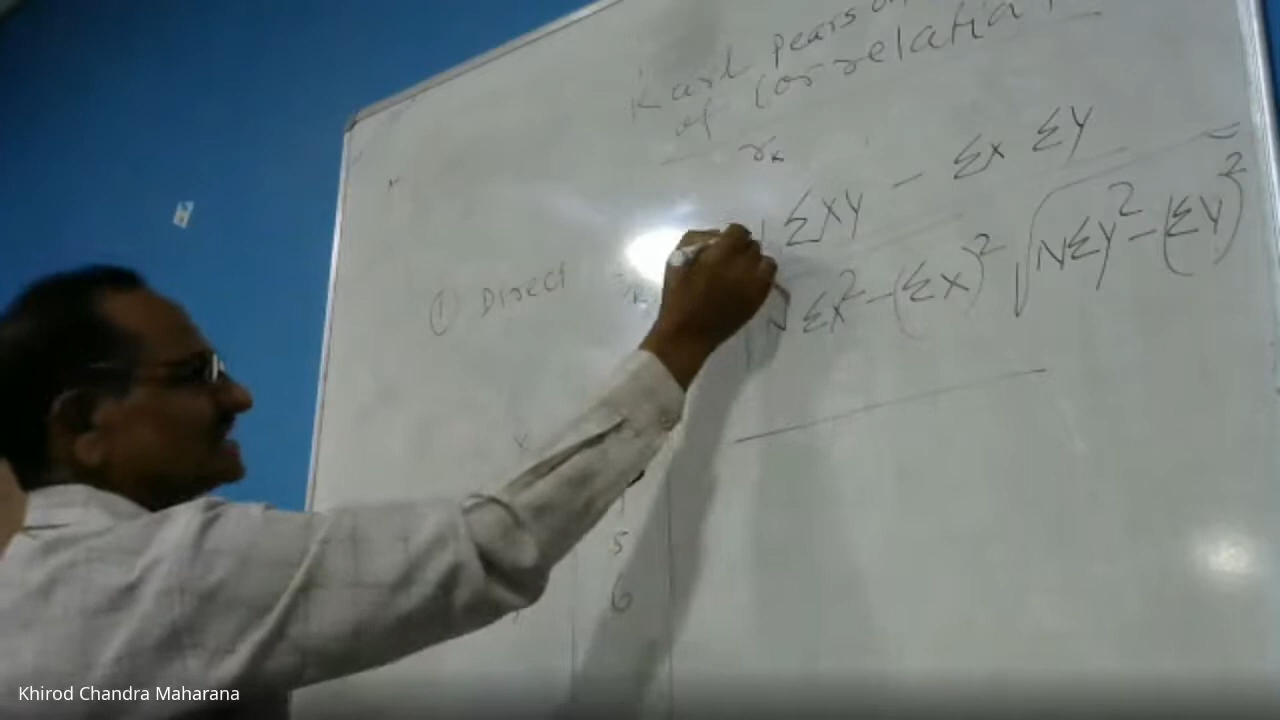 Karl Pearson
of Correlation
r
ΣXY - ΣX ΣY
① Direct
√ ΣX² - (ΣX)² √NΣY² - (ΣY)²
X
5
6
Khirod Chandra Maharana